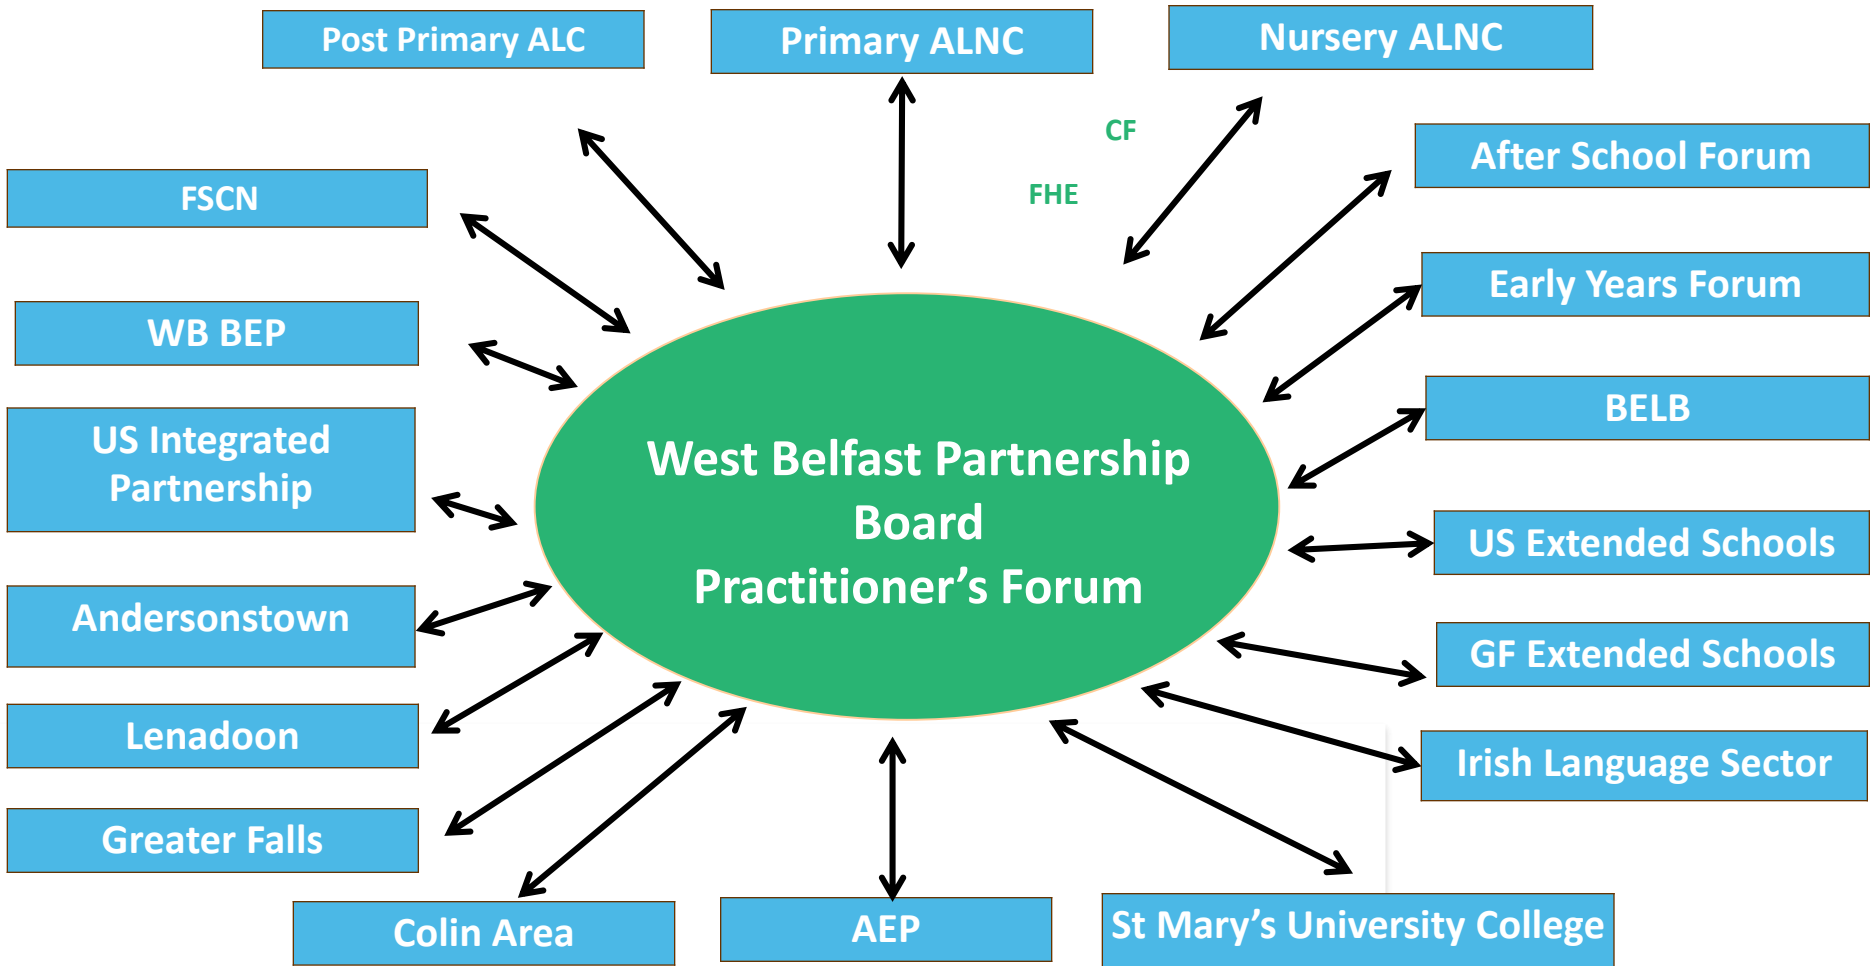 Post Primary ALC
Primary ALNC
Nursery ALNC
CF
After School Forum
FSCN
FHE
Early Years Forum
WB BEP
BELB
US Integrated
Partnership
West Belfast Partnership
Board
Practitioner’s Forum
US Extended Schools
Andersonstown
GF Extended Schools
Lenadoon
Irish Language Sector
Greater Falls
Colin Area
AEP
St Mary’s University College